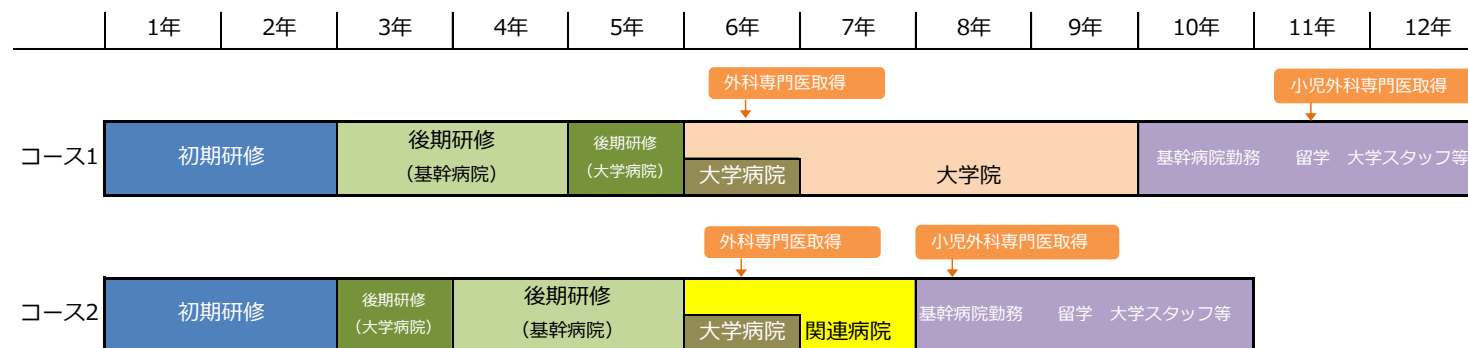 1年 2年 3年 4年 5年 6年 7年 8年 9年 10年 11年 12年
外科専門医取得 小児外科専門医取得
コース1
初期研修
後期研修
(基幹病院)
後期研修
(大学病院)
大学病院
大学院
基幹病院勤務 留学 大学スタッフ等
外科専門医取得 小児外科専門医取得
コース2
初期研修
後期研修
(大学病院)
後期研修
(基幹病院)
大学病院
関連病院
基幹病院勤務 留学 大学スタッフ等